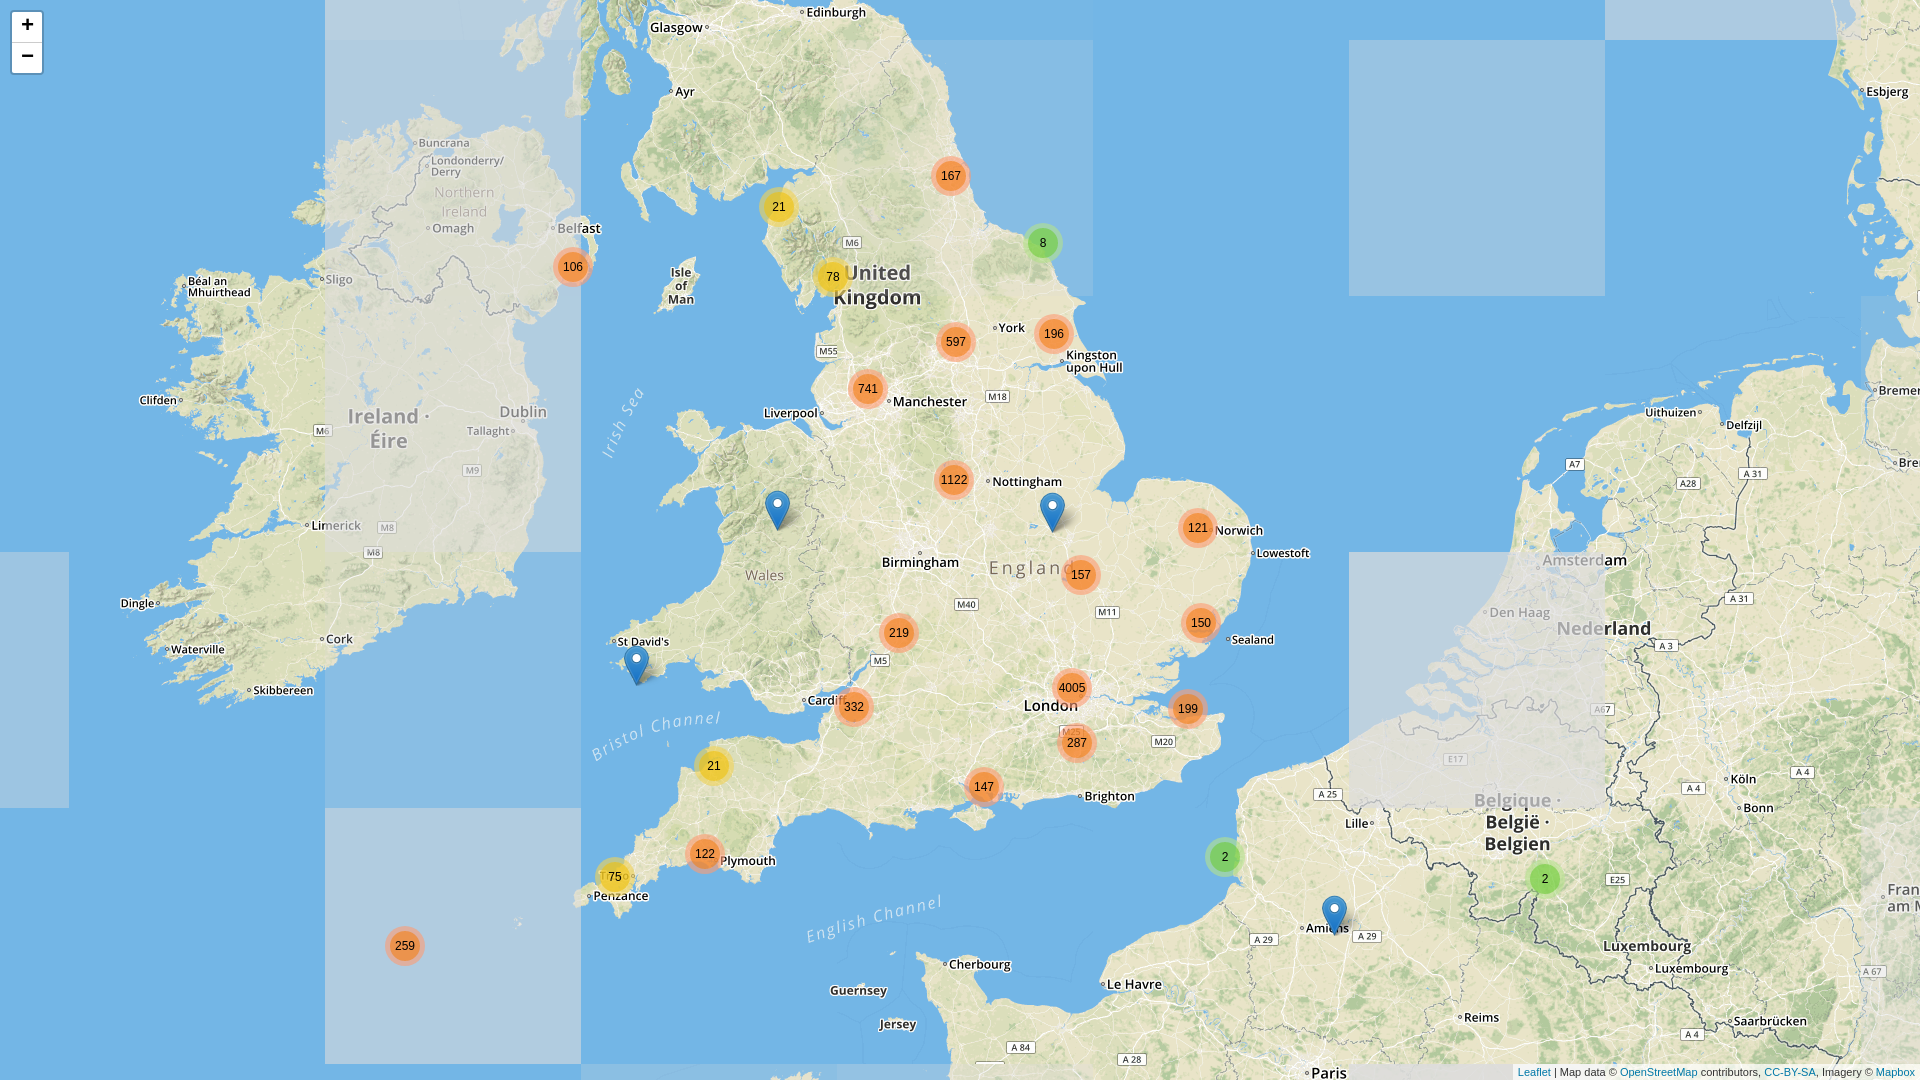 +
−
Edinburgh
Glasgow
Ayr
Esbjerg
Buncrana
Londonderry/
Derry
Northern
Ireland
Omagh
Belfast
167
21
8
M6
106
Sligo
Béal an
Mhuirthead
Isle
of
Man
78
United
Kingdom
York
196
597
M55
Kingston
upon Hull
741
Manchester
M18
Liverpool
Irish Sea
Clifden
Ireland ·
Éire
Dublin
Tallaght
M6
M9
Uithuizen
Delfzijl
A7
A 31
A28
1122
Nottingham
Limerick
M8
M8
121
Norwich
Lowestoft
Birmingham
England
157
Wales
Amsterdam
Den Haag
Nederland
A 31
A 3
Dingle
M40
M11
150
Sealand
219
St David's
Cork
Waterville
M5
Skibbereen
4005
London
Cardiff
332
199
A67
Bristol Channel
M25
287
M20
E17
21
147
Brighton
A 25
Köln
A 4
A 4
Bonn
Belgique ·
België ·
Belgien
Lille
122
Plymouth
2
75
Penzance
2
E25
English Channel
Amiens
A 29
A 29
259
Luxembourg
Luxembourg
A 67
Cherbourg
Le Havre
Guernsey
Jersey
Reims
Saarbrücken
A 84
A 28
A 4
Paris
Leaflet | Map data © OpenStreetMap contributors, CC-BY-SA, Imagery © Mapbox